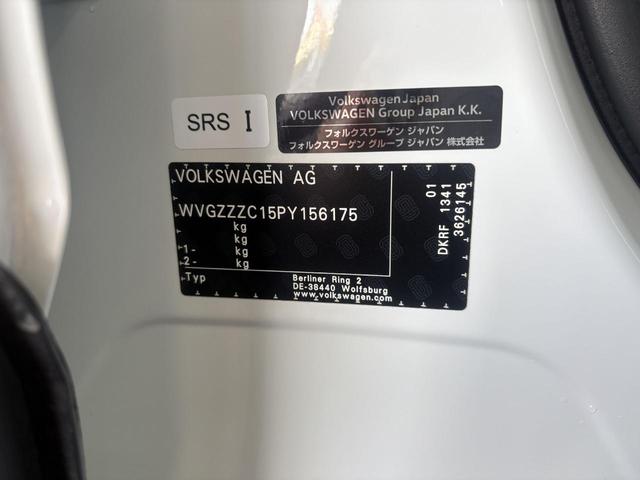 SRS I
Volkswagen Japan
VOLKSWAGEN Group Japan K.K.
フォルクスワーゲン ジャパン
フォルクスワーゲン グループ ジャパン 株式会社
VOLKSWAGEN AG
WVGZZZC15PY156175
kg
kg
1- kg
2- kg
Typ
Berliner Ring 2
DE-38440 Wolfsburg
www.volkswagen.com
01
DKRF 1341
3626145